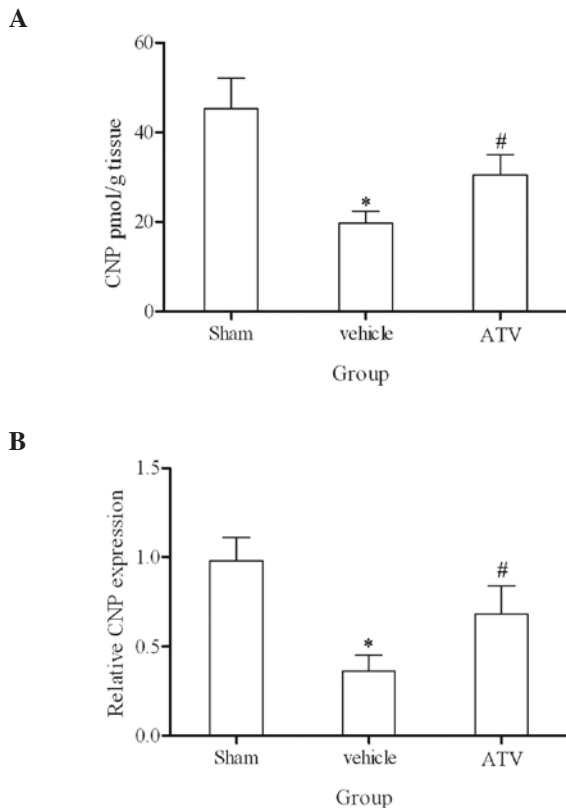 A
CNP pmol/g tissue
60
40
20
0
*
#
Sham vehicle ATV
Group
B
Relative CNP expression
1.5
1.0
0.5
0.0
*
#
Sham vehicle ATV
Group